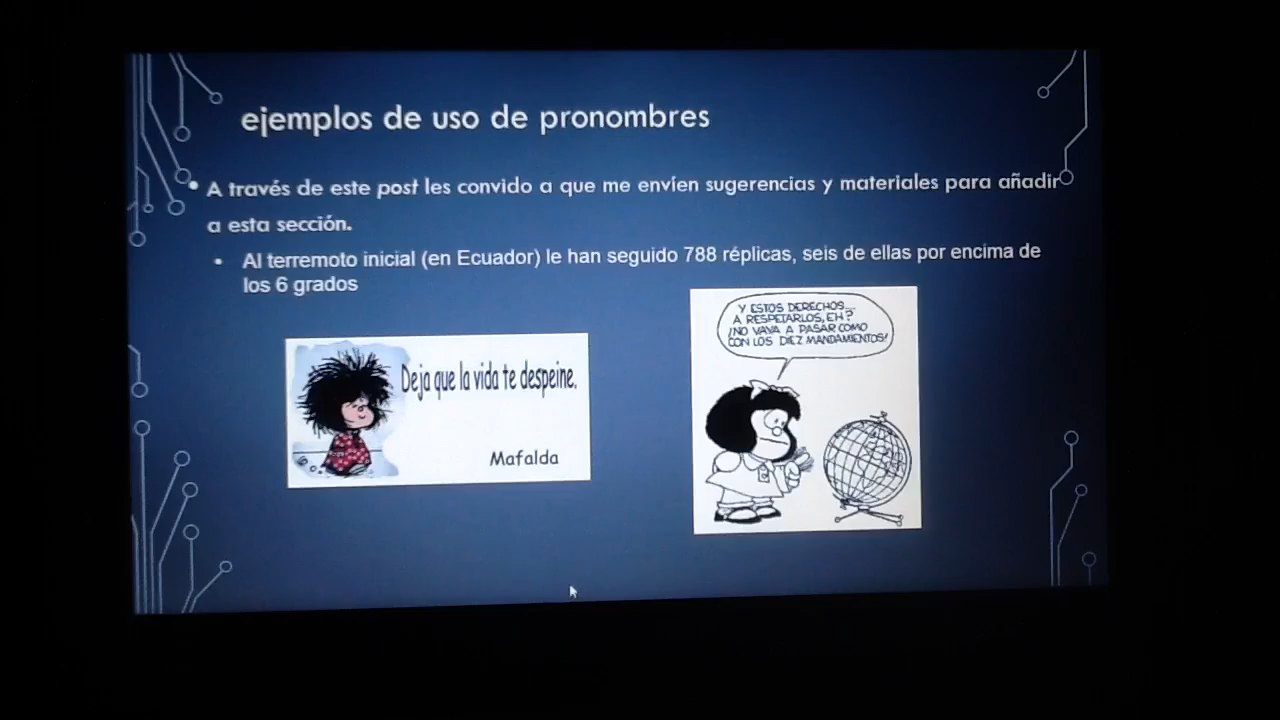 ejemplos de uso de pronombres
• A través de este post les convido a que me envíen sugerencias y materiales para añadir
a esta sección.
• Al terremoto inicial (en Ecuador) le han seguido 788 réplicas, seis de ellas por encima de
los 6 grados
Deja que la vida te despeine.
Mafalda
Y ESTOS DERECHOS...
A RESPETARLOS, EH?
¡NO VAYA A PASAR COMO
CON LOS DIEZ MANDAMIENTOS!